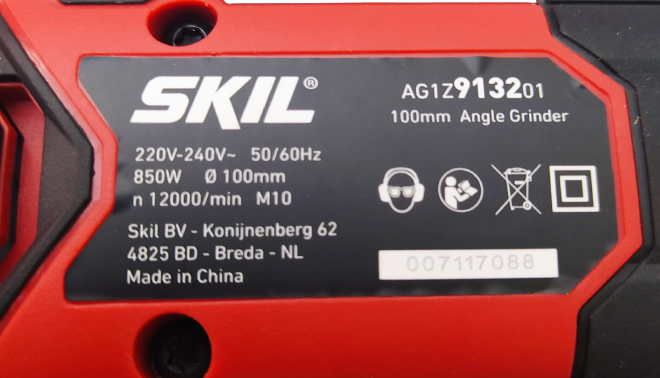 SKIL®
AG1Z913201
100mm Angle Grinder
220V-240V~ 50/60Hz
850W Ø 100mm
n 12000/min M10
Skil BV - Konijnenberg 62
4825 BD - Breda - NL
Made in China
007117088